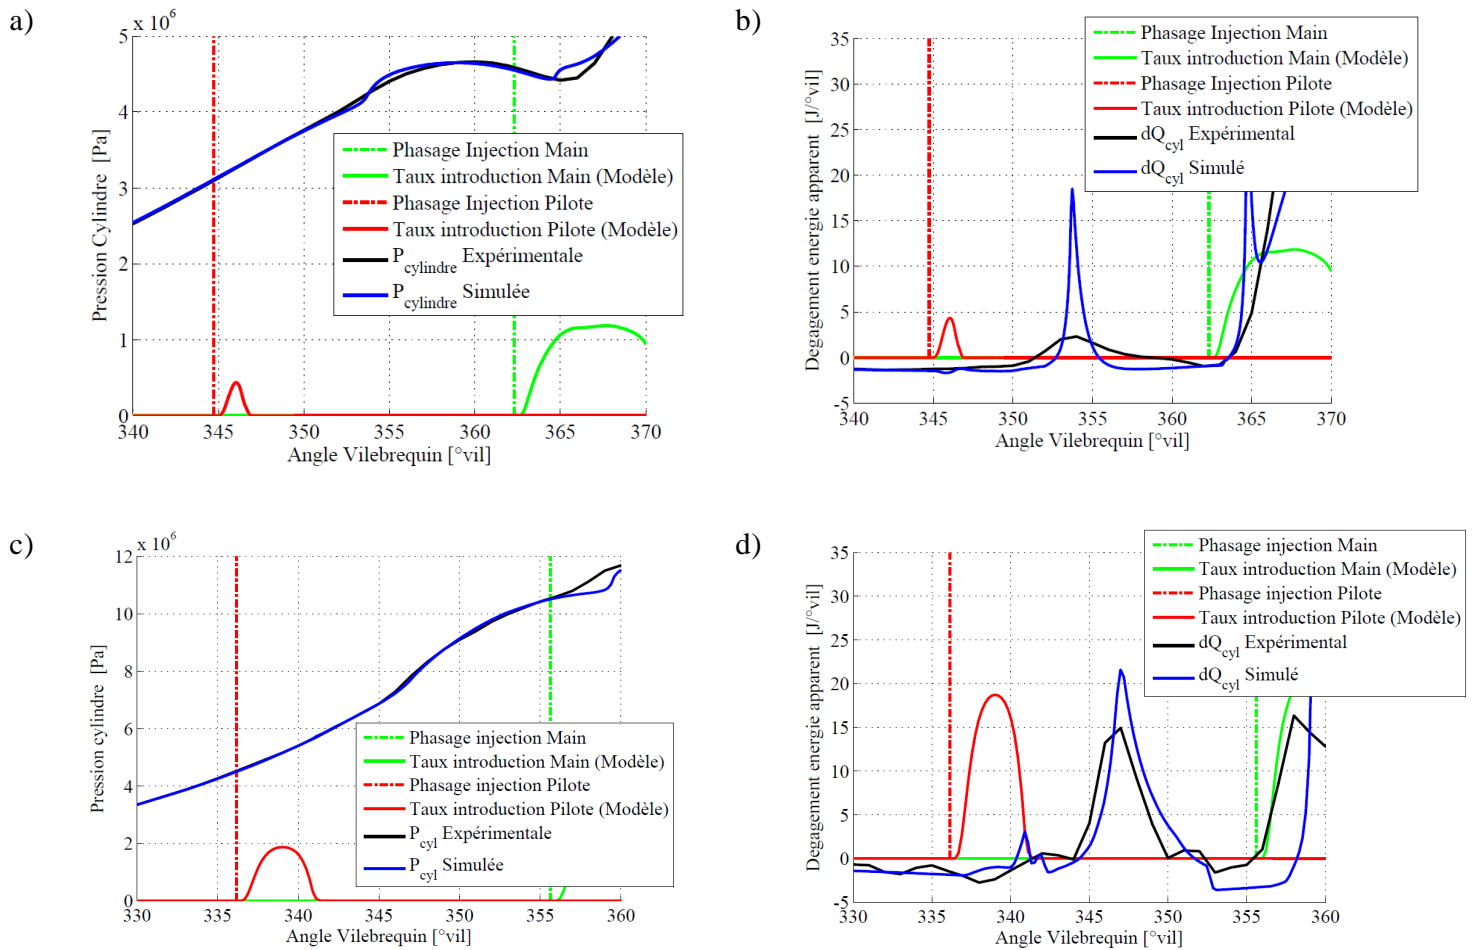 a)
x 10^6
5
4
3
2
1
0
340 345 350 355 360 365 370
Pression Cylindre [Pa]
Angle Vilebrequin [°vil]
Phasage Injection Main
Taux introduction Main (Modèle)
Phasage Injection Pilote
Taux introduction Pilote (Modèle)
P_cylindre Expérimentale
P_cylindre Simulée
b)
35
30
25
20
15
10
5
0
-5
340 345 350 355 360 365 370
Degagement energie apparent [J/°vil]
Angle Vilebrequin [°vil]
Phasage Injection Main
Taux introduction Main (Modèle)
Phasage Injection Pilote
Taux introduction Pilote (Modèle)
dQ_cyl Expérimental
dQ_cyl Simulé
c)
x 10^6
12
10
8
6
4
2
0
330 335 340 345 350 355 360
Pression cylindre [Pa]
Angle Vilebrequin [°vil]
Phasage injection Main
Taux introduction Main (Modèle)
Phasage injection Pilote
Taux introduction Pilote (Modèle)
P_cyl Expérimentale
P_cyl Simulée
d)
35
30
25
20
15
10
5
0
-5
330 335 340 345 350 355 360
Degagement energie apparent [J/°vil]
Angle Vilebrequin [°vil]
Phasage injection Main
Taux introduction Main (Modèle)
Phasage injection Pilote
Taux introduction Pilote (Modèle)
dQ_cyl Expérimental
dQ_cyl Simulé